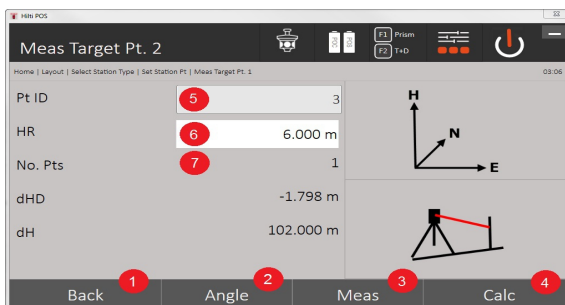 Hilti POS
Meas Target Pt. 2
POC
POS
F1 Prism
F2 T+D
Home | Layout | Select Station Type | Set Station Pt | Meas Target Pt. 1
03:06
Pt ID 5 3
HR 6 6.000 m
No. Pts 7 1
dHD -1.798 m
dH 102.000 m
H
N
E
1 2 3 4
Back Angle Meas Calc